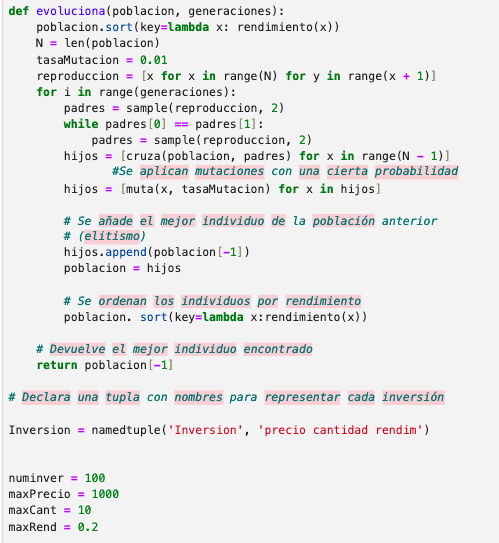 def evoluciona(poblacion, generaciones):
    poblacion.sort(key=lambda x: rendimiento(x))
    N = len(poblacion)
    tasaMutacion = 0.01
    reproduccion = [x for x in range(N) for y in range(x + 1)]
    for i in range(generaciones):
        padres = sample(reproduccion, 2)
        while padres[0] == padres[1]:
            padres = sample(reproduccion, 2)
        hijos = [cruza(poblacion, padres) for x in range(N - 1)]
               #Se aplican mutaciones con una cierta probabilidad
        hijos = [muta(x, tasaMutacion) for x in hijos]

        # Se añade el mejor individuo de la población anterior
        # (elitismo)
        hijos.append(poblacion[-1])
        poblacion = hijos

        # Se ordenan los individuos por rendimiento
        poblacion. sort(key=lambda x:rendimiento(x))

    # Devuelve el mejor individuo encontrado
    return poblacion[-1]

# Declara una tupla con nombres para representar cada inversión

Inversion = namedtuple('Inversion', 'precio cantidad rendim')


numinver = 100
maxPrecio = 1000
maxCant = 10
maxRend = 0.2